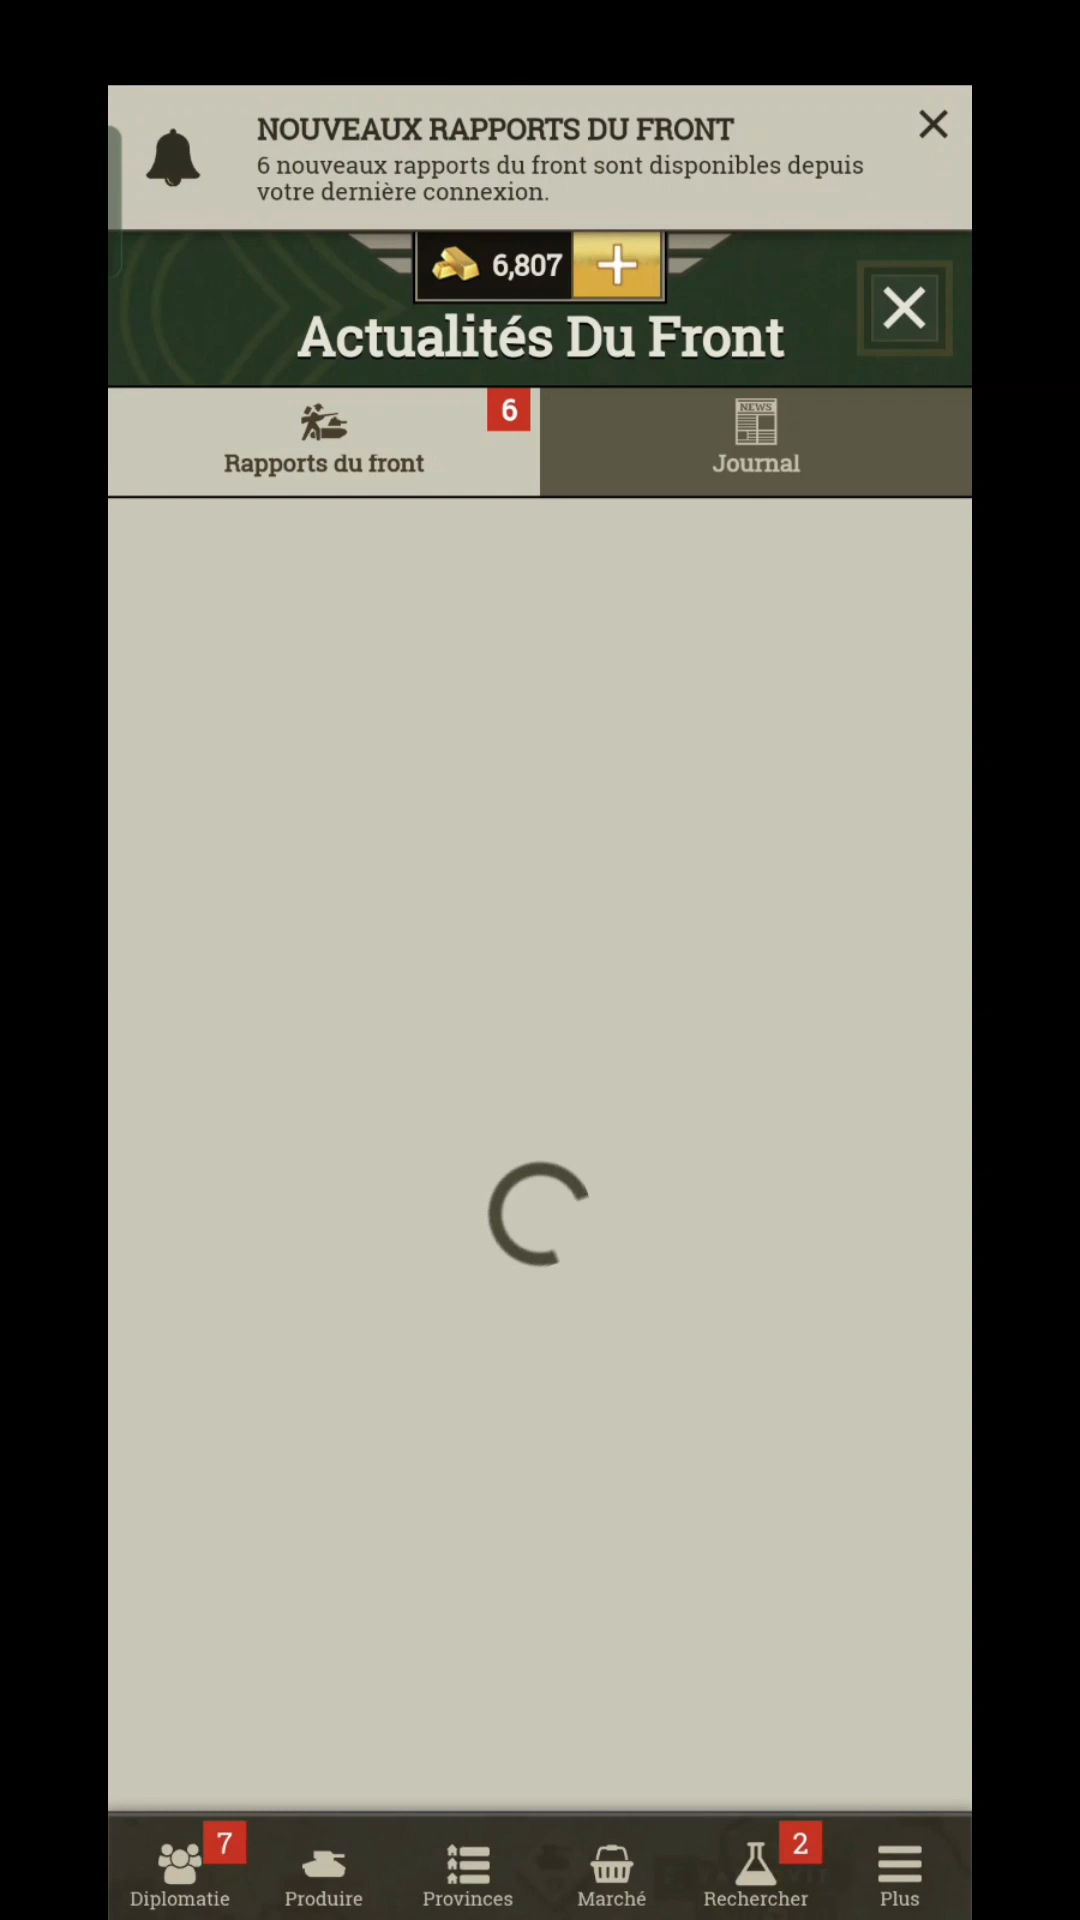 NOUVEAUX RAPPORTS DU FRONT
6 nouveaux rapports du front sont disponibles depuis
votre dernière connexion.
6,807
Actualités Du Front
6
NEWS
Rapports du front
Journal
7
2
Diplomatie
Produire
Provinces
Marché
Rechercher
Plus